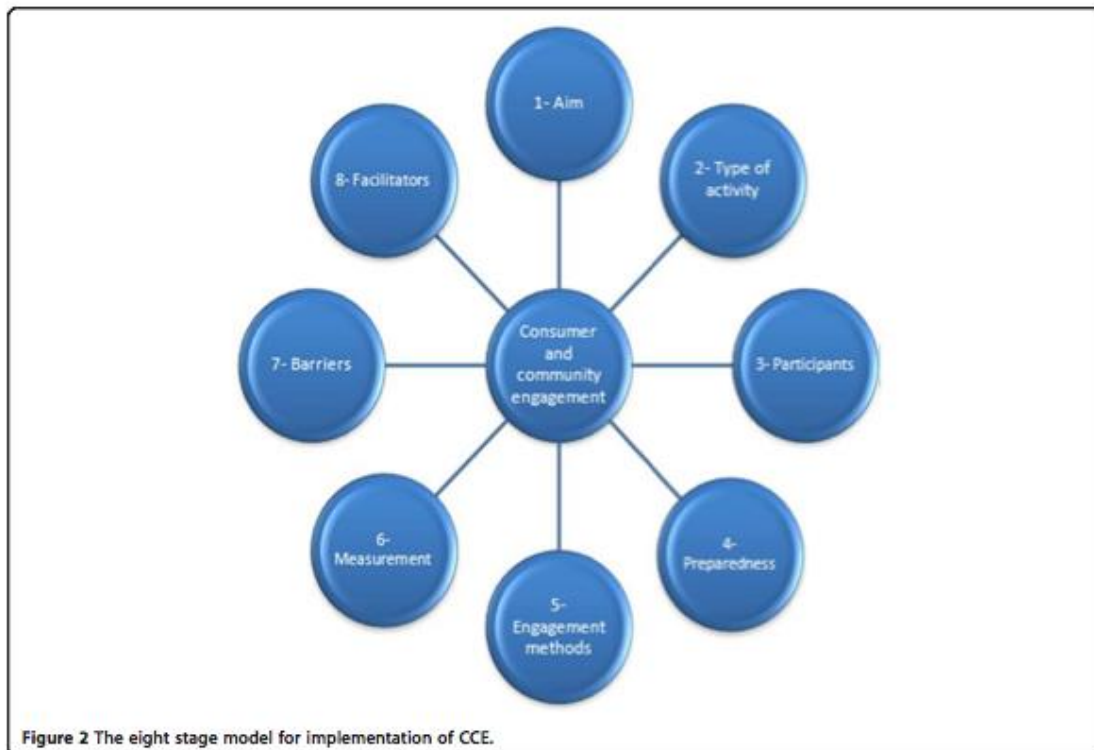 1- Aim
2- Type of
activity
3- Participants
4-
Preparedness
5-
Engagement
methods
6-
Measurement
7- Barriers
8- Facilitators
Consumer
and
community
engagement
Figure 2 The eight stage model for implementation of CCE.